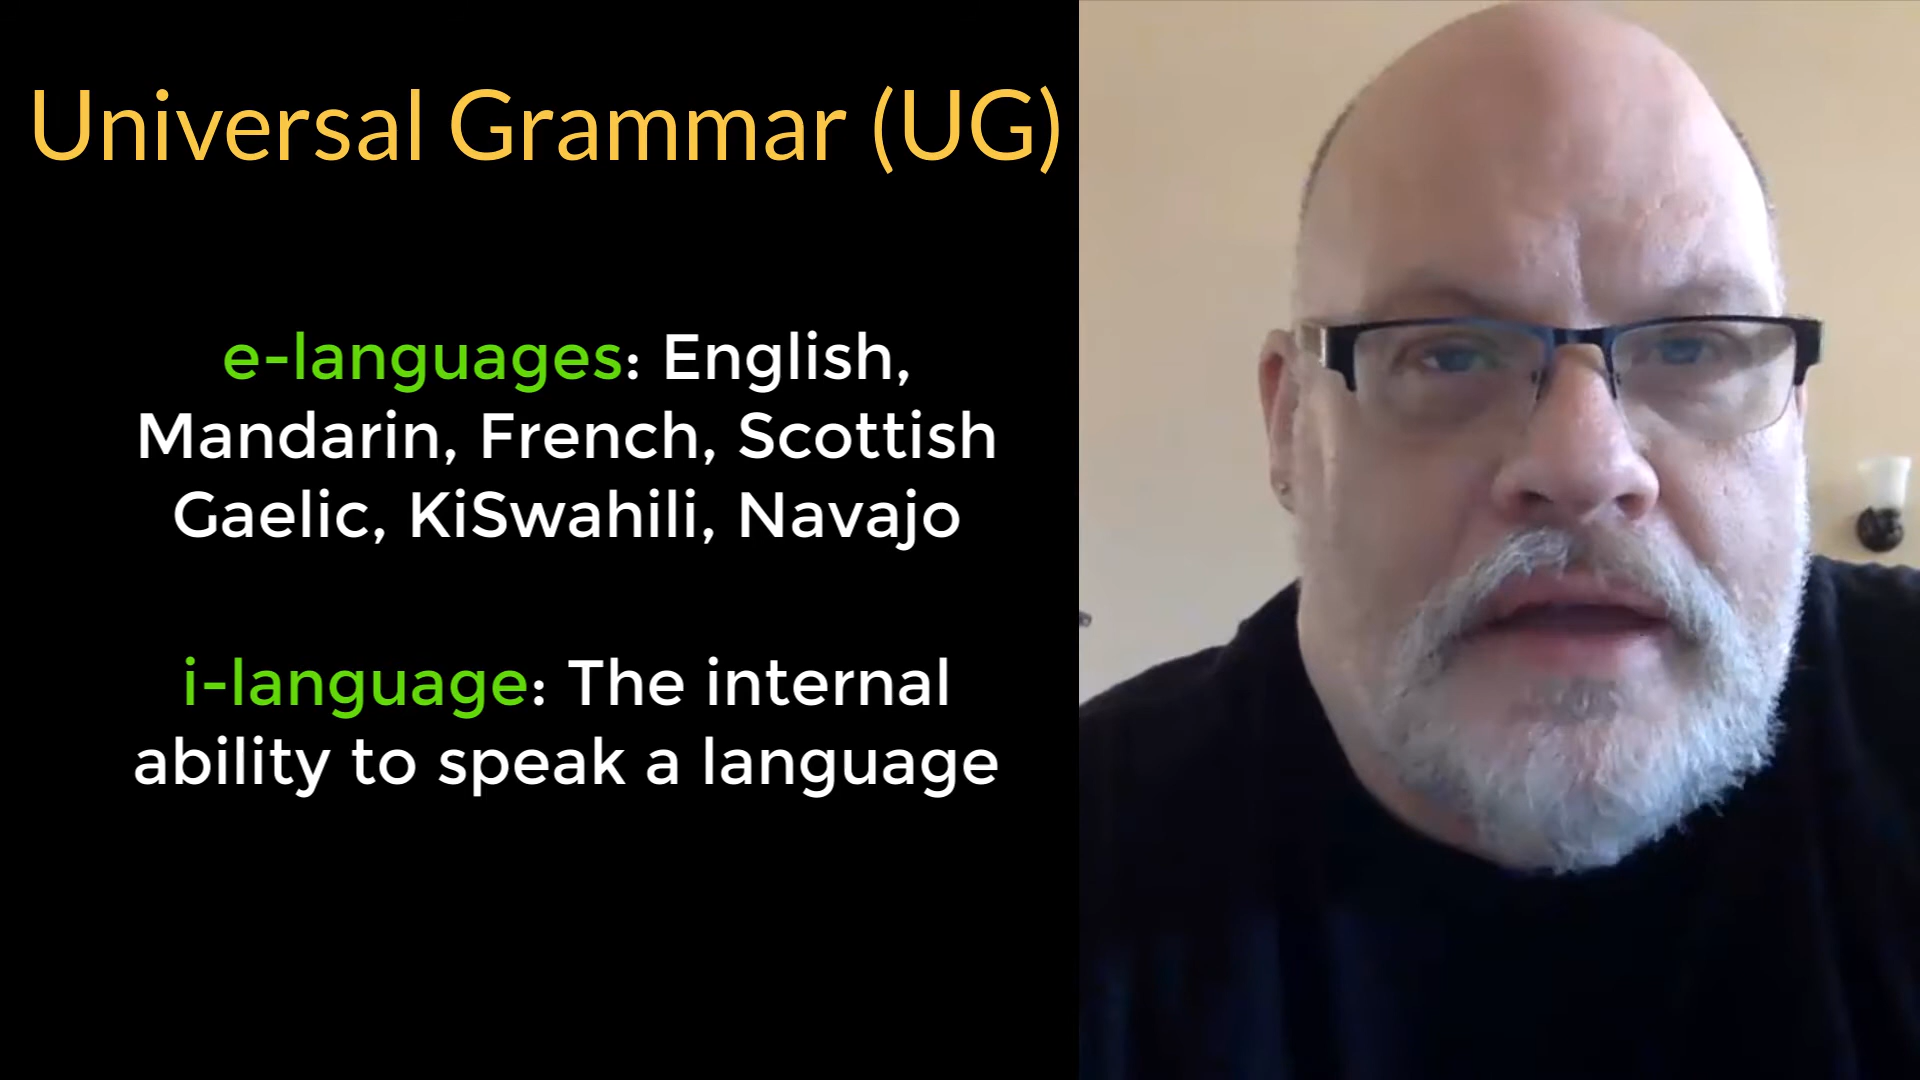 Universal Grammar (UG)
e-languages: English,
Mandarin, French, Scottish
Gaelic, KiSwahili, Navajo
i-language: The internal
ability to speak a language